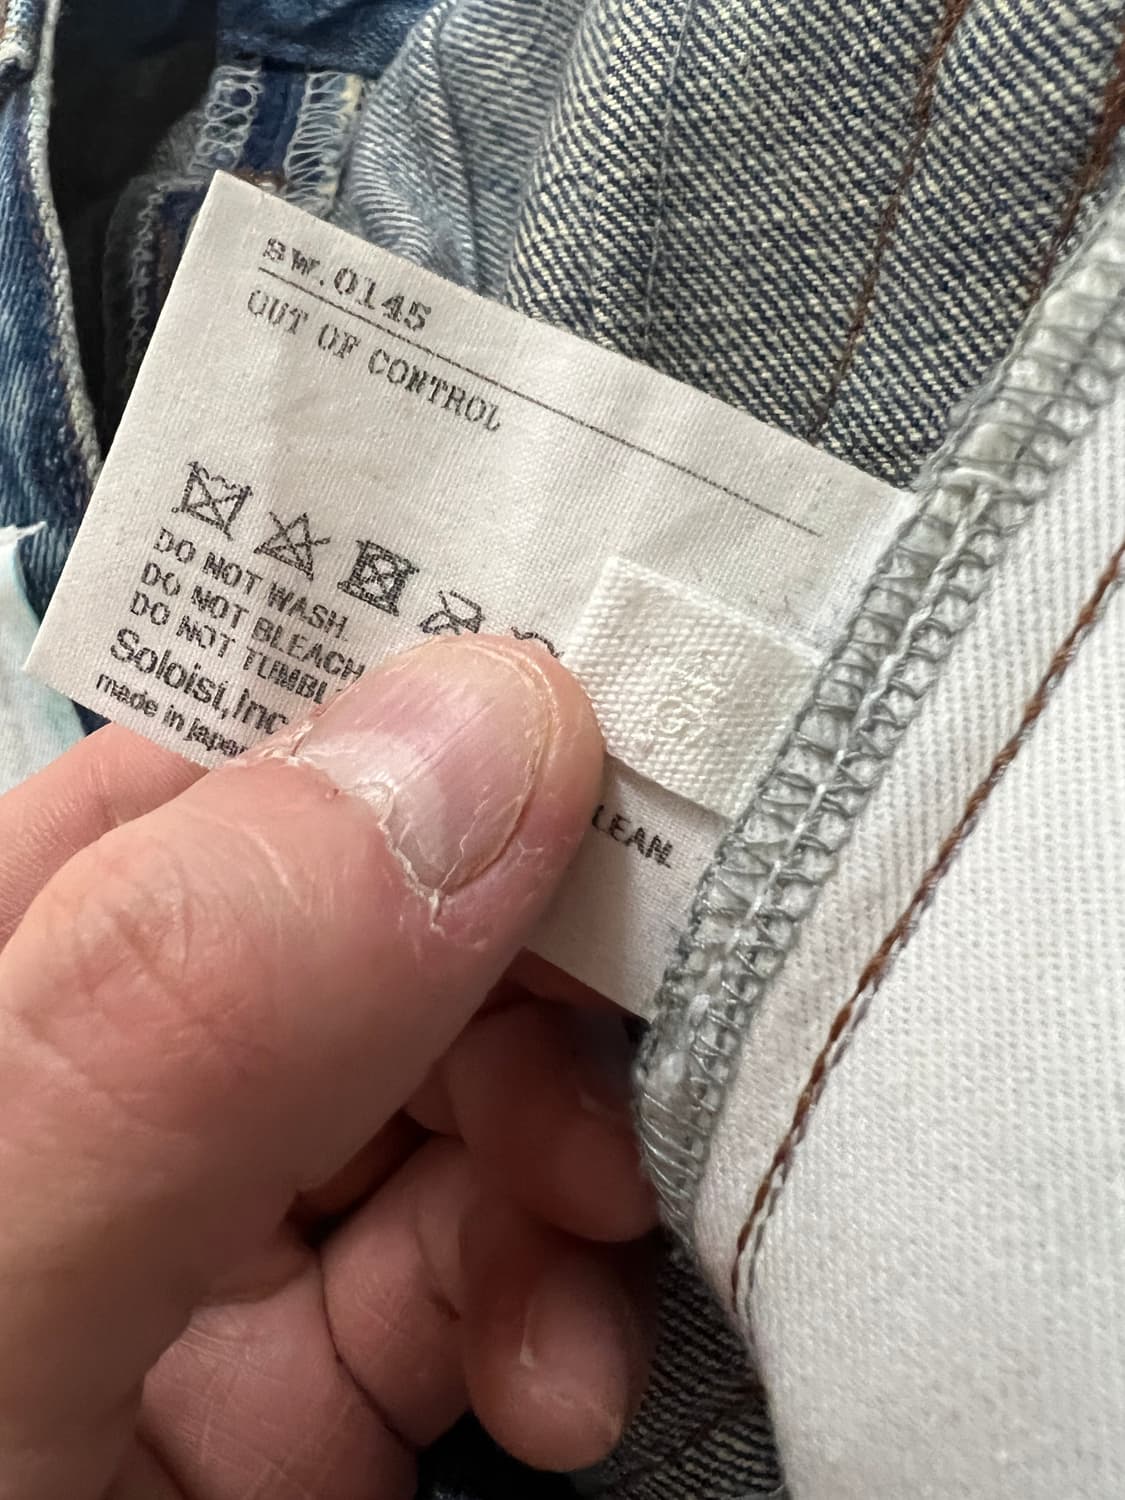 SW.0145
OUT OF CONTROL
DO NOT WASH.
DO NOT BLEACH
DO NOT TUMBL
Soloist, Inc
made in japan
LEAN.